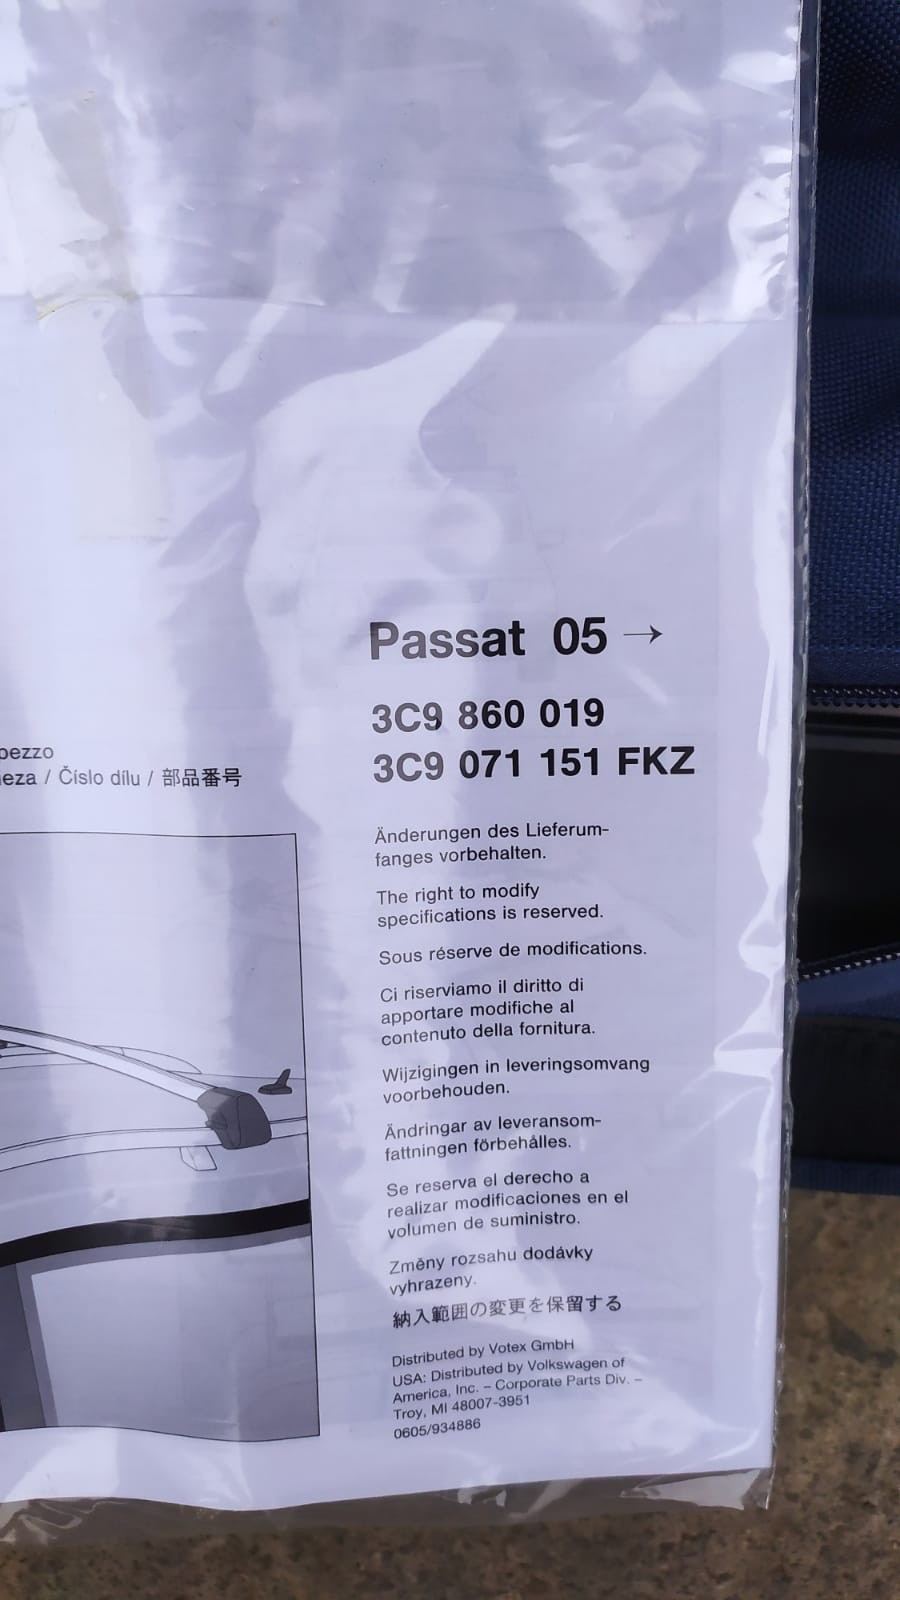 Passat 05 →
3C9 860 019
3C9 071 151 FKZ
pezzo
eza / Číslo dílu / 部品番号
Änderungen des Lieferum-
fanges vorbehalten.
The right to modify
specifications is reserved.
Sous réserve de modifications.
Ci riserviamo il diritto di
apportare modifiche al
contenuto della fornitura.
Wijzigingen in leveringsomvang
voorbehouden.
Ändringar av leveransom-
fattningen förbehålles.
Se reserva el derecho a
realizar modificaciones en el
volumen de suministro.
Změny rozsahu dodávky
vyhrazeny.
納入範囲の変更を保留する
Distributed by Votex GmbH
USA: Distributed by Volkswagen of
America, Inc. – Corporate Parts Div. –
Troy, MI 48007-3951
0605/934886